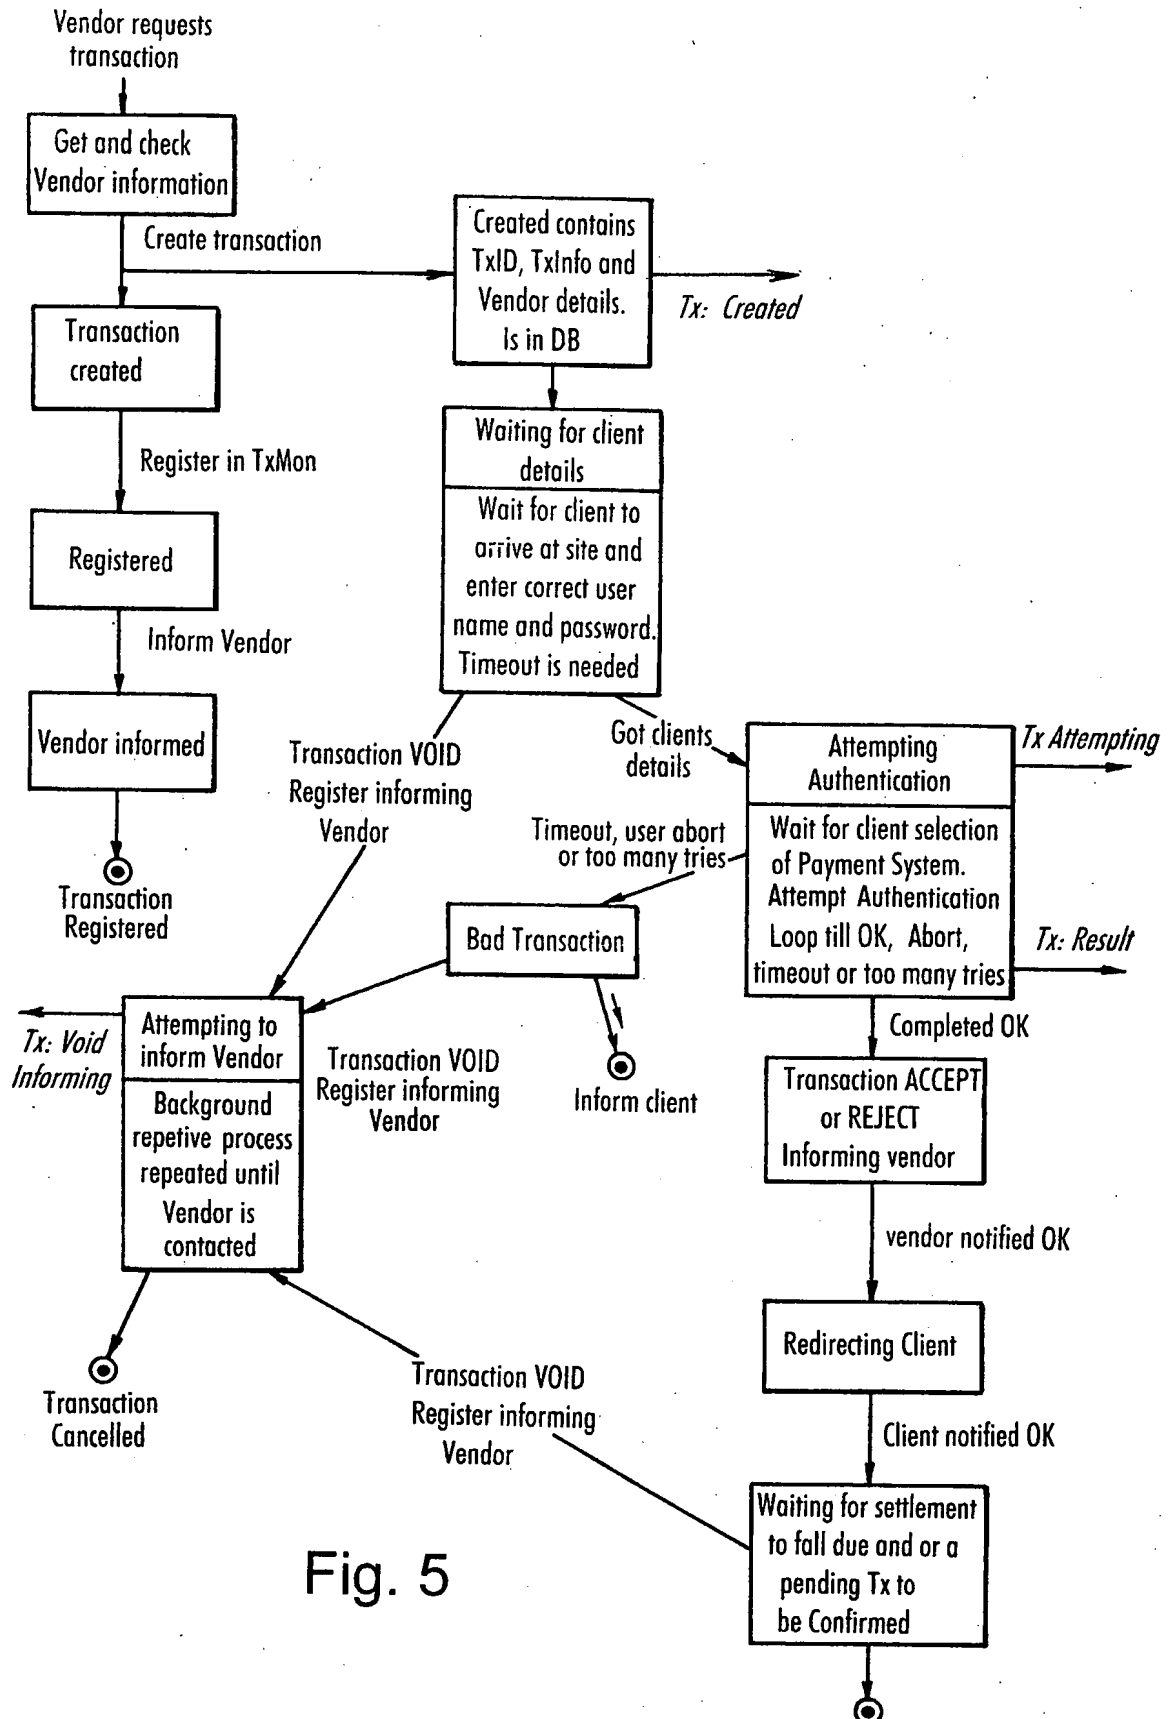 Vendor requests
transaction
Get and check
Vendor information
Create transaction
Created contains
TxID, TxInfo and
Vendor details.
Is in DB
Tx: Created
Transaction
created
Register in TxMon
Registered
Inform Vendor
Vendor informed
Transaction
Registered
Waiting for client
details
Wait for client to
arrive at site and
enter correct user
name and password.
Timeout is needed
Transaction VOID
Register informing
Vendor
Got clients
details
Attempting
Authentication
Tx Attempting
Wait for client selection
of Payment System.
Attempt Authentication
Loop till OK, Abort,
timeout or too many tries
Tx: Result
Timeout, user abort
or too many tries
Bad Transaction
Inform client
Transaction VOID
Register informing
Vendor
Attempting to
inform Vendor
Background
repetive process
repeated until
Vendor is
contacted
Tx: Void
Informing
Transaction
Cancelled
Completed OK
Transaction ACCEPT
or REJECT
Informing vendor
vendor notified OK
Redirecting Client
Client notified OK
Transaction VOID
Register informing
Vendor
Waiting for settlement
to fall due and or a
pending Tx to
be Confirmed
Fig. 5